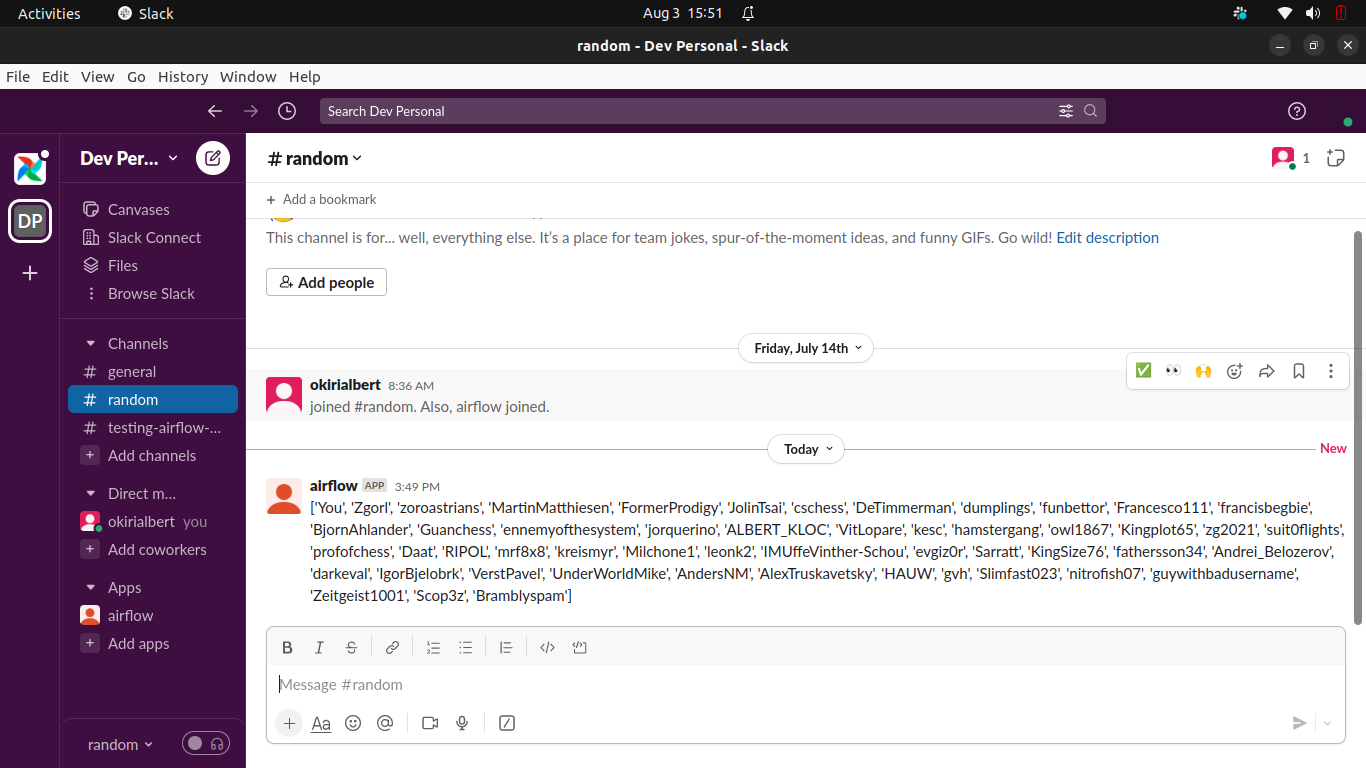 Activities Slack Aug 3 15:51
random - Dev Personal - Slack
File Edit View Go History Window Help
Search Dev Personal
Dev Per...
# random
1
Add a bookmark
DP
Canvases
Slack Connect
Files
Browse Slack
This channel is for... well, everything else. It’s a place for team jokes, spur-of-the-moment ideas, and funny GIFs. Go wild! Edit description
Add people
Channels
# general
# random
# testing-airflow-...
+ Add channels
Direct m...
okirialbert you
+ Add coworkers
Apps
airflow
+ Add apps
random
Friday, July 14th
okirialbert 8:36 AM
joined #random. Also, airflow joined.
Today
New
airflow APP 3:49 PM
['You', 'Zgorl', 'zoroastrians', 'MartinMatthiesen', 'FormerProdigy', 'JolinTsai', 'cschess', 'DeTimmerman', 'dumplings', 'funbettor', 'Francesco111', 'francisbegbie',
'BjornAhlander', 'Guanchess', 'ennemyofthesystem', 'jorquerino', 'ALBERT_KLOC', 'VitLopare', 'kesc', 'hamstergang', 'owl1867', 'Kingplot65', 'zg2021', 'suit0flights',
'profofchess', 'Daat', 'RIPOL', 'mrf8x8', 'kreismyr', 'Milchone1', 'leonk2', 'IMUffeVinther-Schou', 'evgiz0r', 'Sarratt', 'KingSize76', 'fathersson34', 'Andrei_Belozerov',
'darkeval', 'IgorBjelobrk', 'VerstPavel', 'UnderWorldMike', 'AndersNM', 'AlexTruskavetsky', 'HAUW', 'gvh', 'Slimfast023', 'nitrofish07', 'guywithbadusername',
'Zeitgeist1001', 'Scop3z', 'Bramblyspam']
B I S
Message #random
+ Aa @